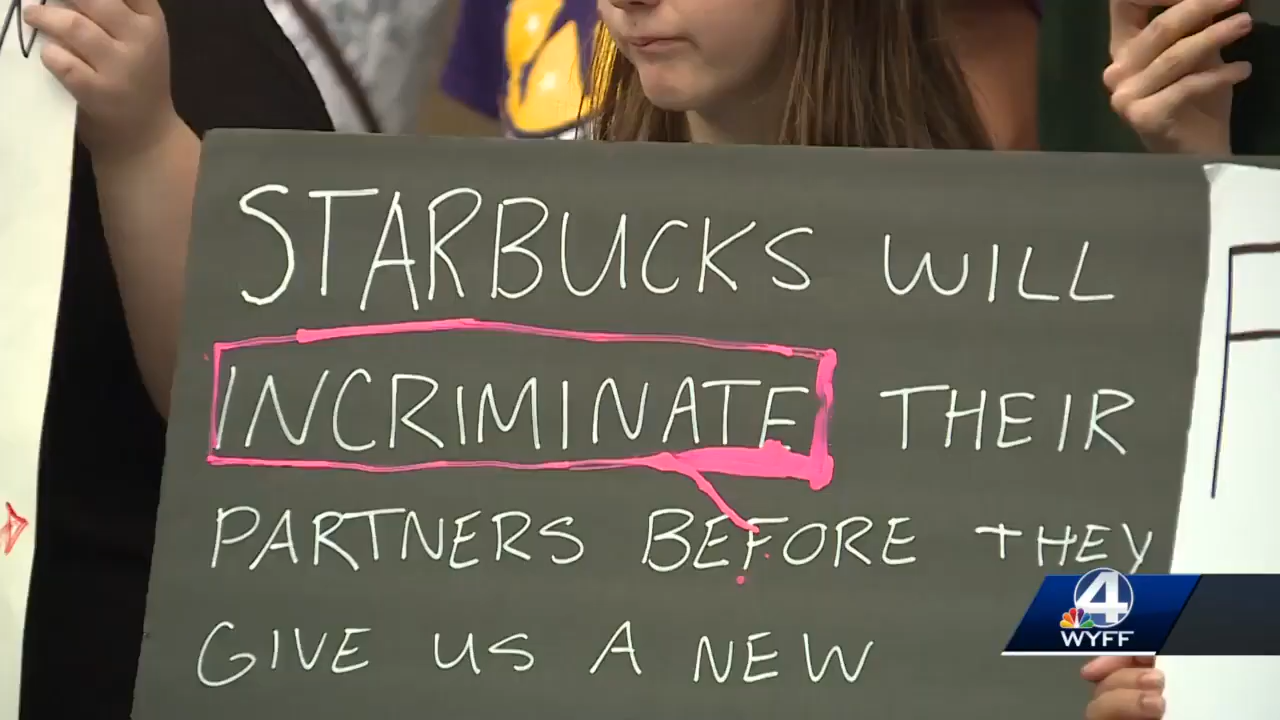 STARBUCKS WILL
INCRIMINATE THEIR
PARTNERS BEFORE THEY
GIVE US A NEW
4
WYFF